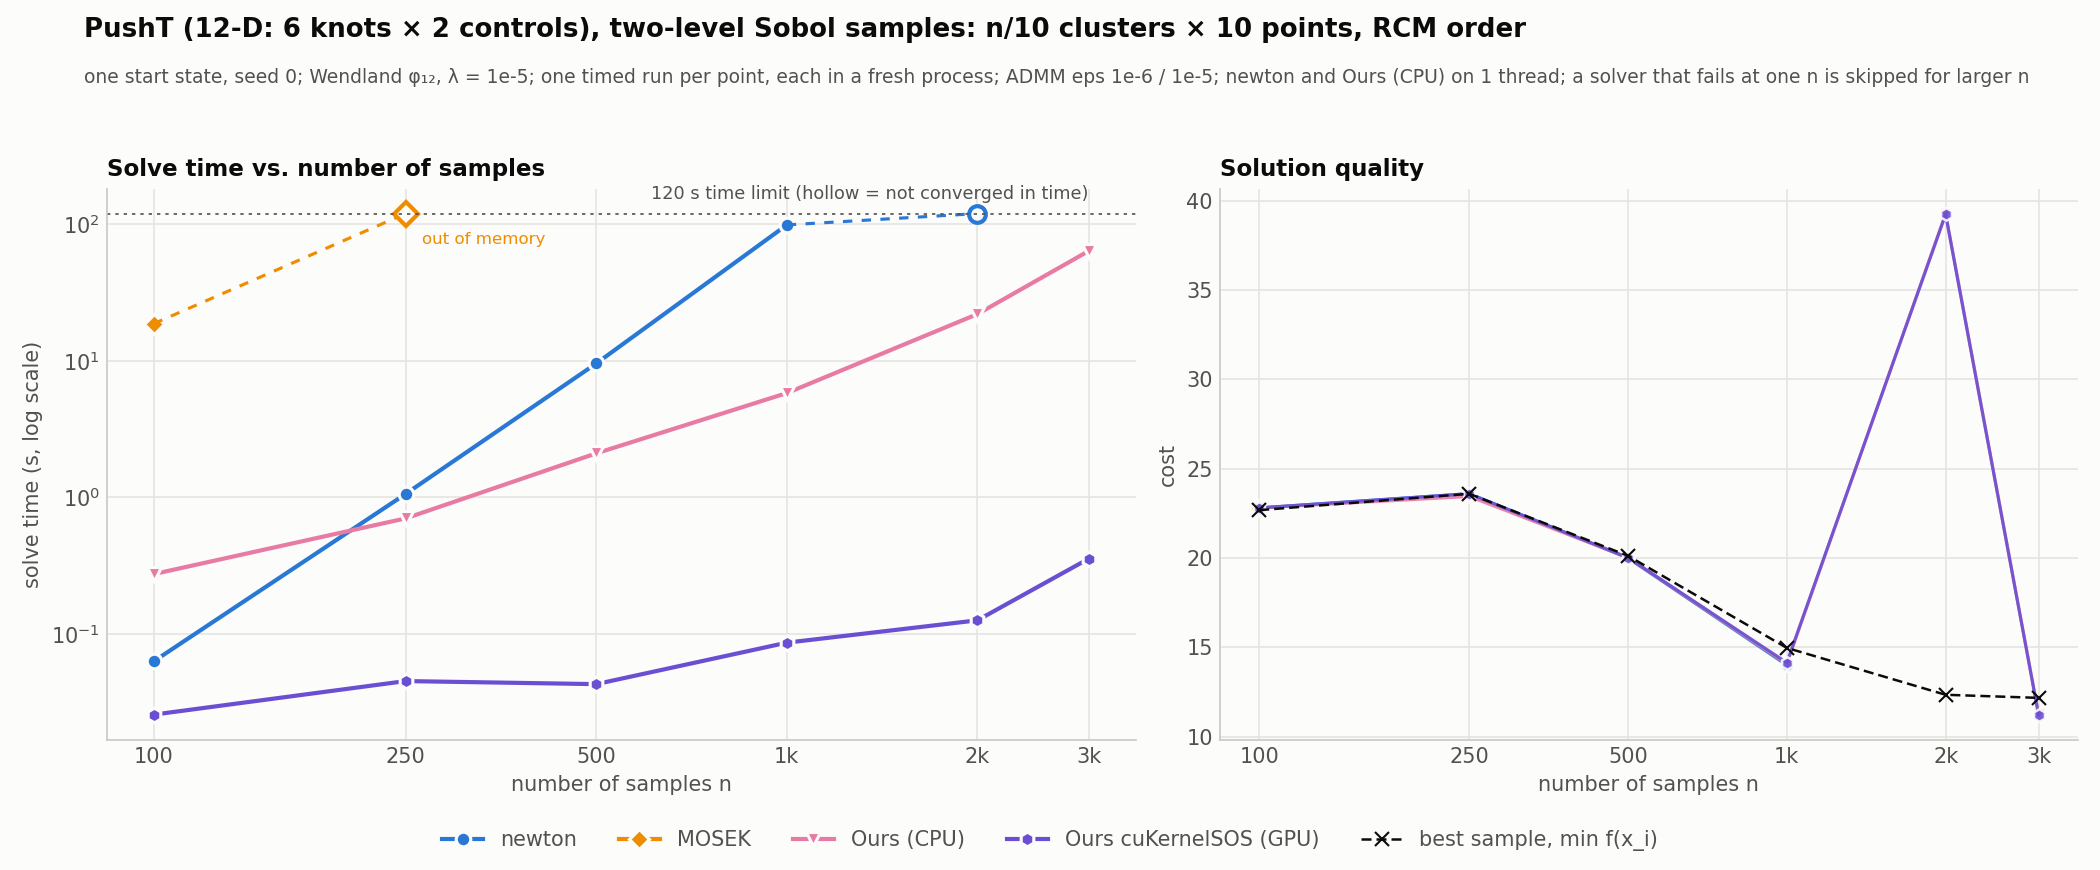 PushT (12-D: 6 knots × 2 controls), two-level Sobol samples: n/10 clusters × 10 points, RCM order
one start state, seed 0; Wendland φ₁₂, λ = 1e-5; one timed run per point, each in a fresh process; ADMM eps 1e-6 / 1e-5; newton and Ours (CPU) on 1 thread; a solver that fails at one n is skipped for larger n
Solve time vs. number of samples
120 s time limit (hollow = not converged in time)
out of memory
10²
10¹
10⁰
10⁻¹
solve time (s, log scale)
100 250 500 1k 2k 3k
number of samples n
Solution quality
40
35
30
25
20
15
10
cost
100 250 500 1k 2k 3k
number of samples n
newton MOSEK Ours (CPU) Ours cuKernelSOS (GPU) best sample, min f(x_i)